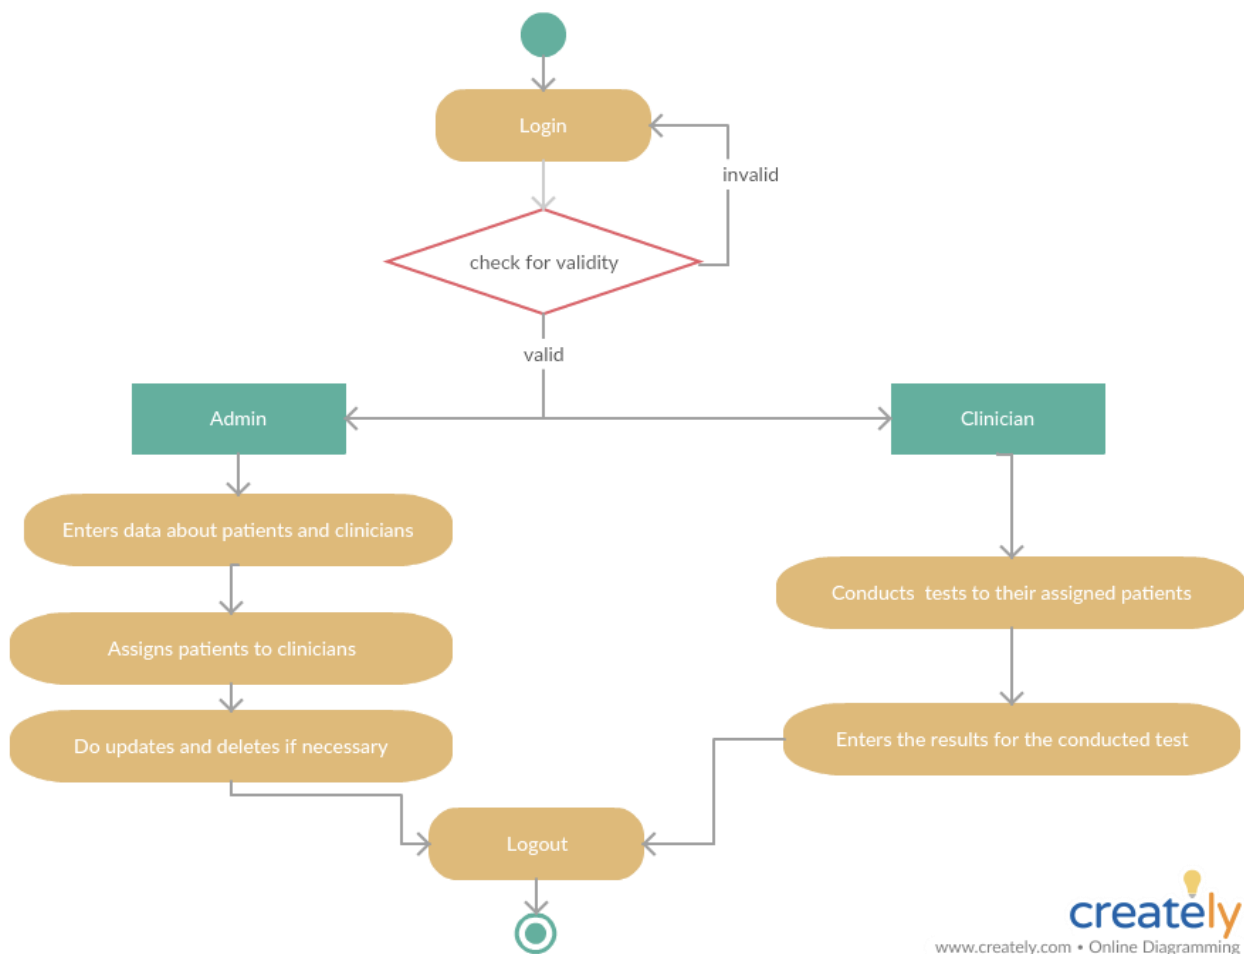 Login
invalid
check for validity
valid
Admin
Clinician
Enters data about patients and clinicians
Conducts  tests to their assigned patients
Assigns patients to clinicians
Do updates and deletes if necessary
Enters the results for the conducted test
Logout
creately
www.creately.com • Online Diagramming